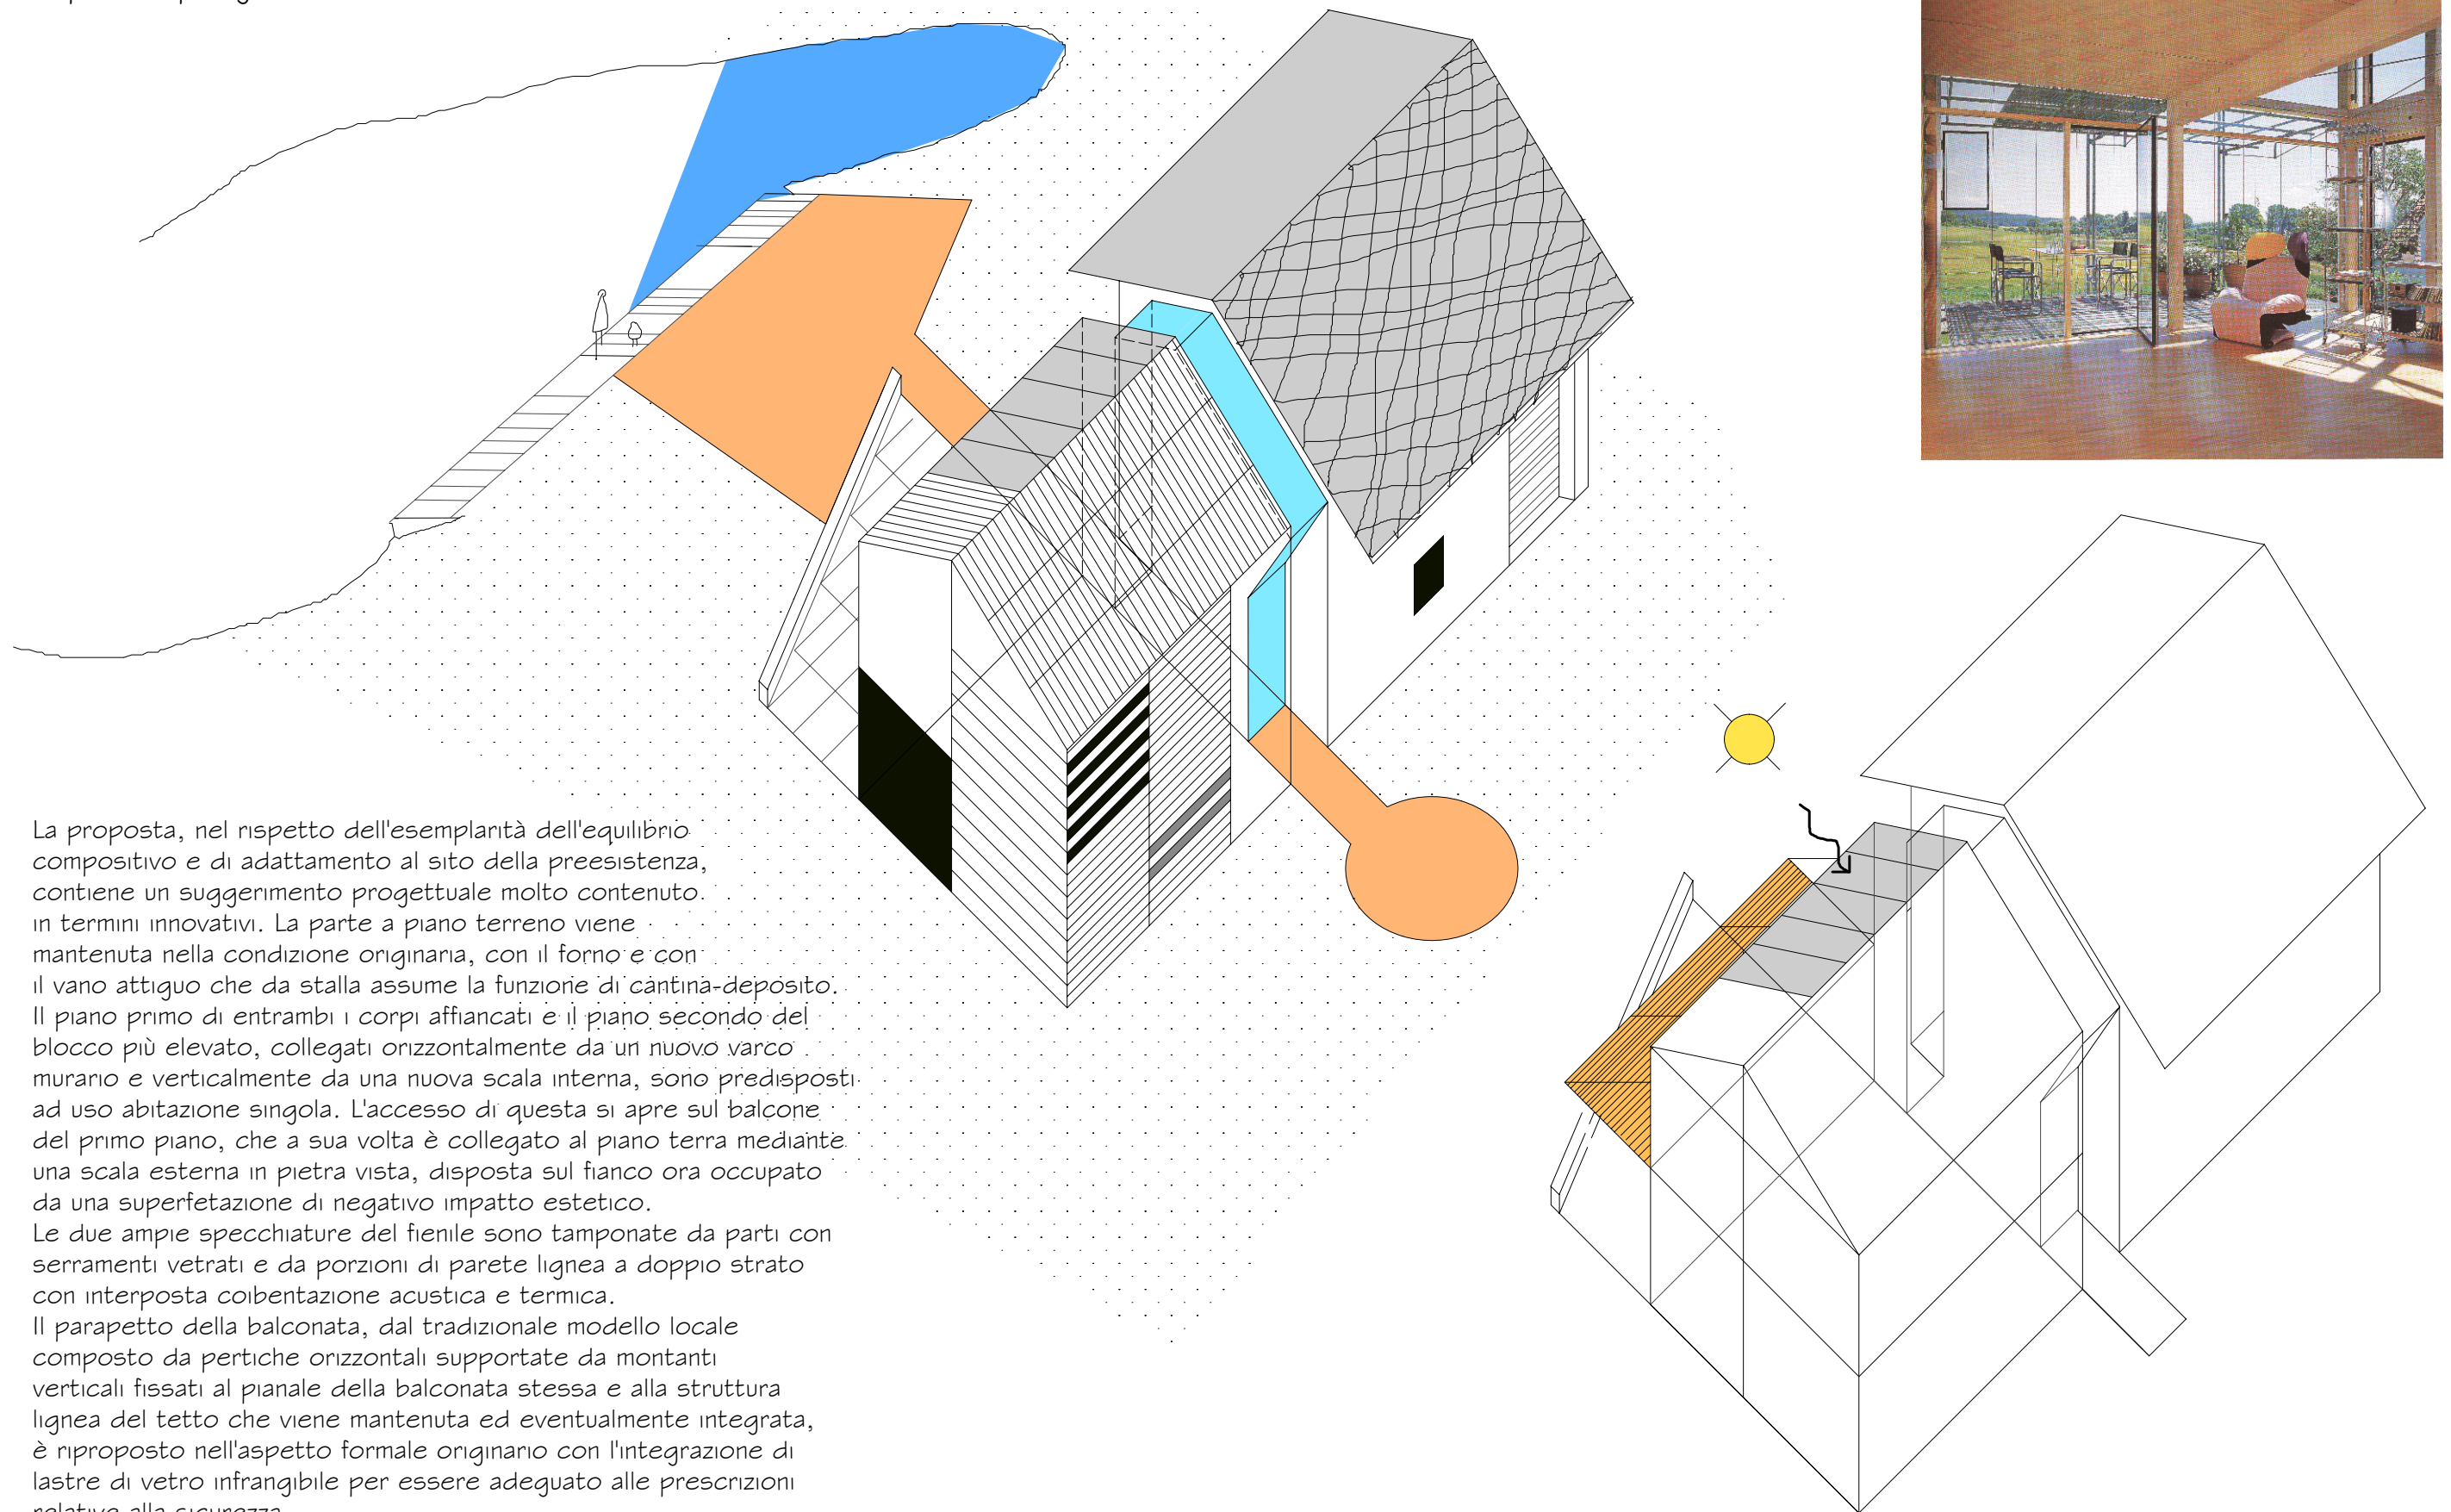 La proposta, nel rispetto dell'esemplarità dell'equilibrio
compositivo e di adattamento al sito della preesistenza,
contiene un suggerimento progettuale molto contenuto
in termini innovativi. La parte a piano terreno viene
mantenuta nella condizione originaria, con il forno e con
il vano attiguo che da stalla assume la funzione di cantina-deposito.
Il piano primo di entrambi i corpi affiancati e il piano secondo del
blocco più elevato, collegati orizzontalmente da un nuovo varco
murario e verticalmente da una nuova scala interna, sono predisposti
ad uso abitazione singola. L'accesso di questa si apre sul balcone
del primo piano, che a sua volta è collegato al piano terra mediante
una scala esterna in pietra vista, disposta sul fianco ora occupato
da una superfetazione di negativo impatto estetico.
Le due ampie specchiature del fienile sono tamponate da parti con
serramenti vetrati e da porzioni di parete lignea a doppio strato
con interposta coibentazione acustica e termica.
Il parapetto della balconata, dal tradizionale modello locale
composto da pertiche orizzontali supportate da montanti
verticali fissati al pianale della balconata stessa e alla struttura
lignea del tetto che viene mantenuta ed eventualmente integrata,
è riproposto nell'aspetto formale originario con l'integrazione di
lastre di vetro infrangibile per essere adeguato alle prescrizioni
relative alla sicurezza